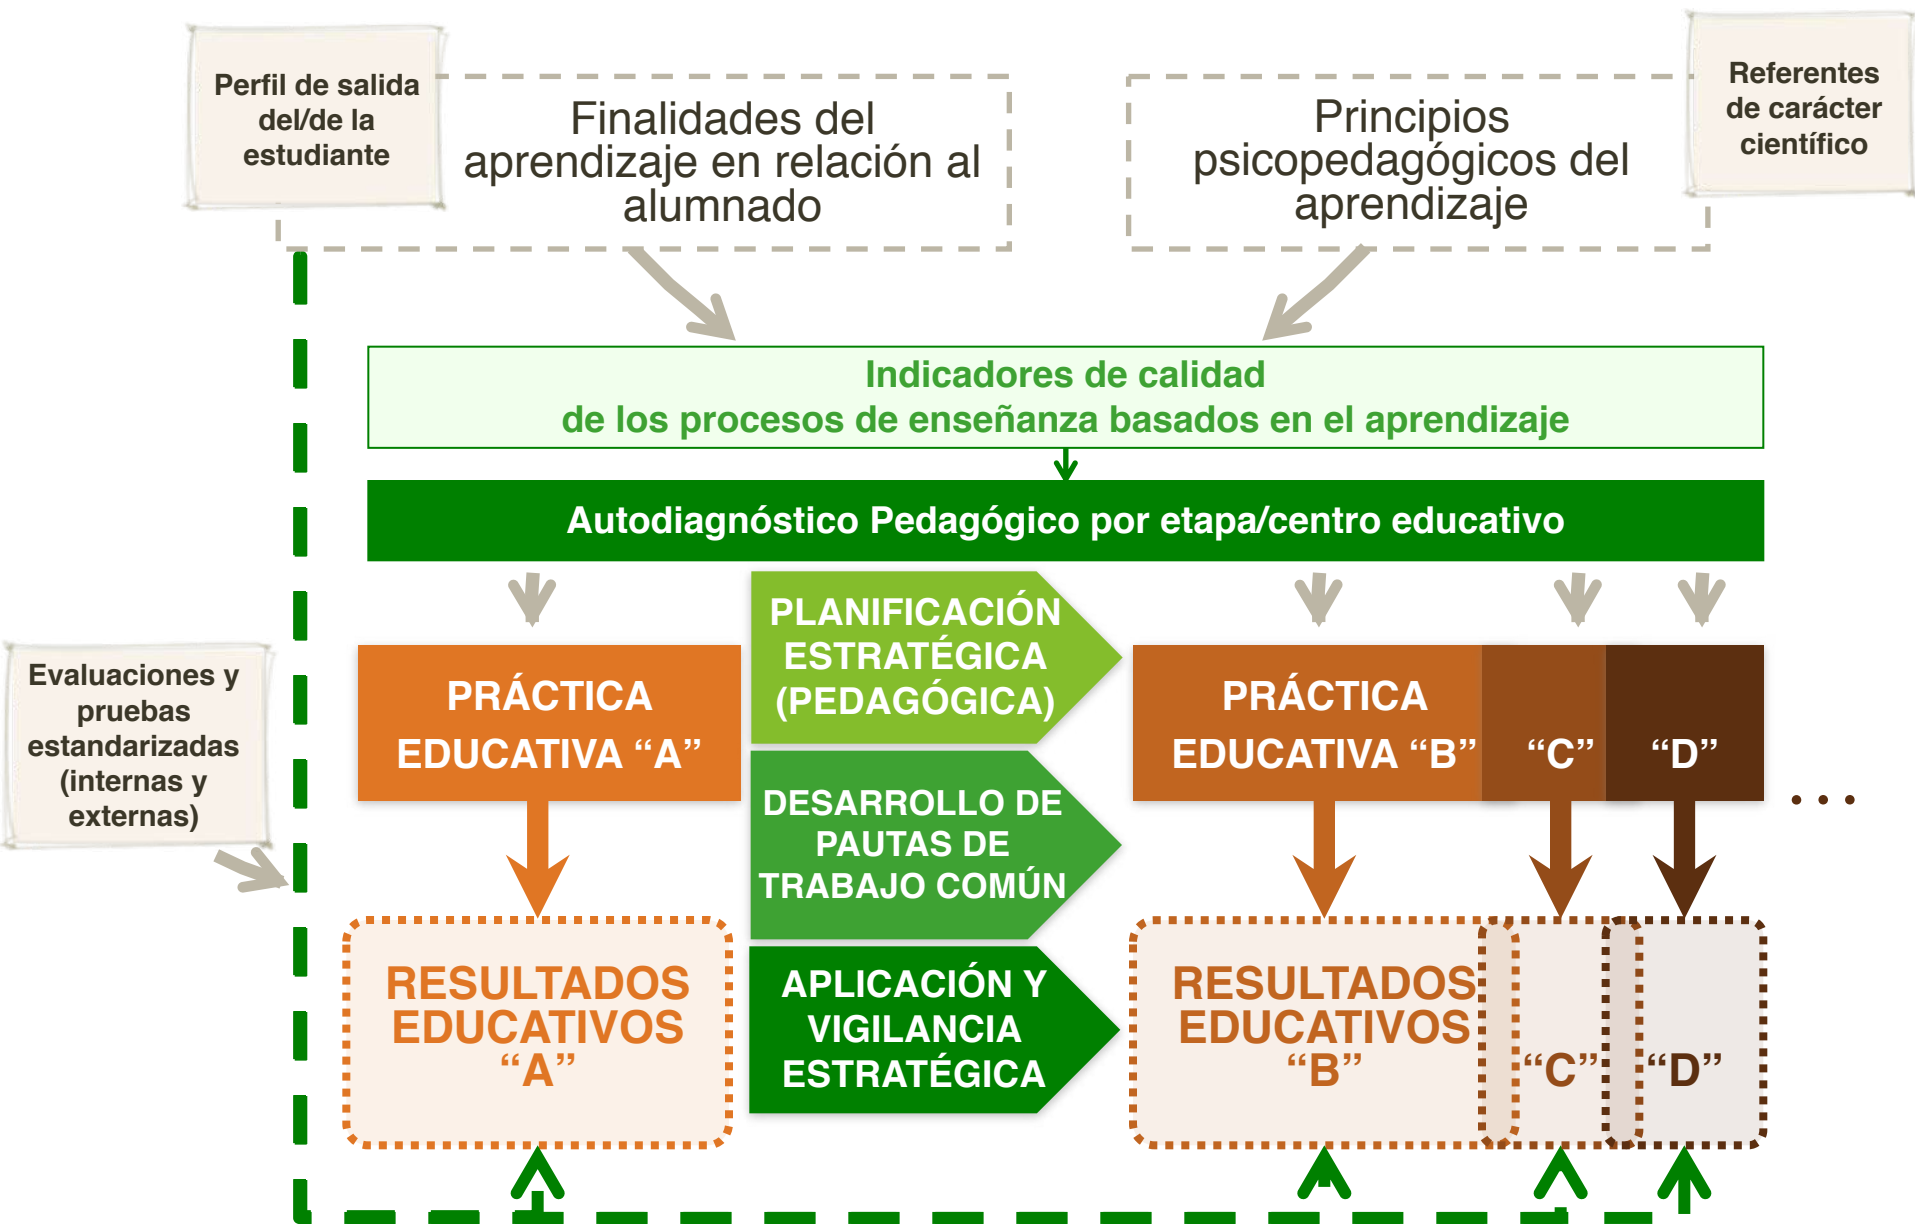 Perfil de salida
del/de la
estudiante
Finalidades del
aprendizaje en relación al
alumnado
Principios
psicopedagógicos del
aprendizaje
Referentes
de carácter
científico
Indicadores de calidad
de los procesos de enseñanza basados en el aprendizaje
Autodiagnóstico Pedagógico por etapa/centro educativo
Evaluaciones y
pruebas
estandarizadas
(internas y
externas)
PRÁCTICA
EDUCATIVA “A”
PLANIFICACIÓN
ESTRATÉGICA
(PEDAGÓGICA)
DESARROLLO DE
PAUTAS DE
TRABAJO COMÚN
APLICACIÓN Y
VIGILANCIA
ESTRATÉGICA
PRÁCTICA
EDUCATIVA “B”
“C”
“D”
...
RESULTADOS
EDUCATIVOS
“A”
RESULTADOS
EDUCATIVOS
“B”
“C”
“D”